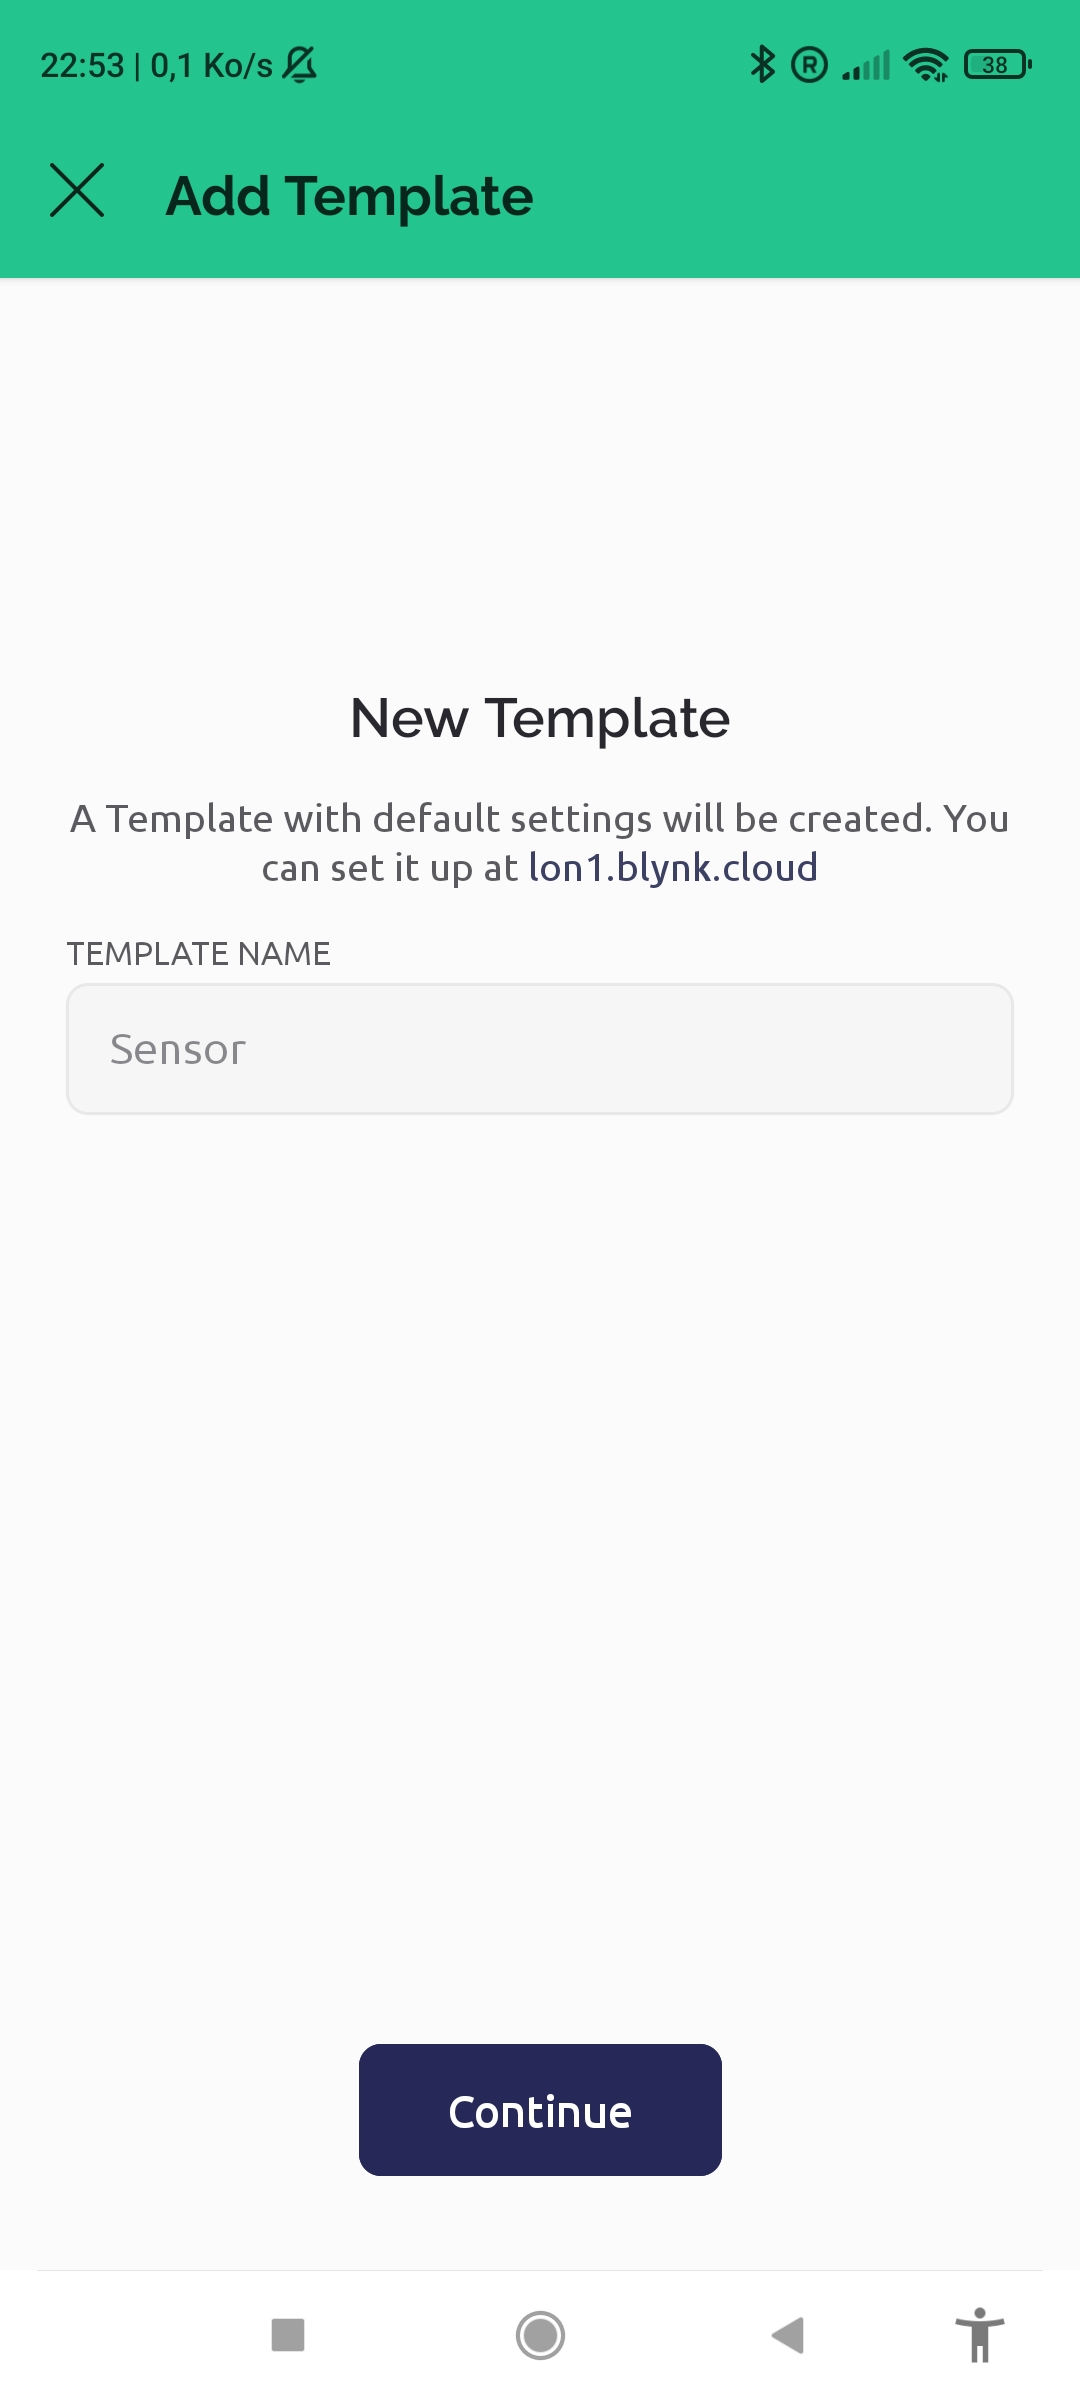 22:53 | 0,1 Ko/s
R
38
Add Template
New Template
A Template with default settings will be created. You
can set it up at lon1.blynk.cloud
TEMPLATE NAME
Sensor
Continue